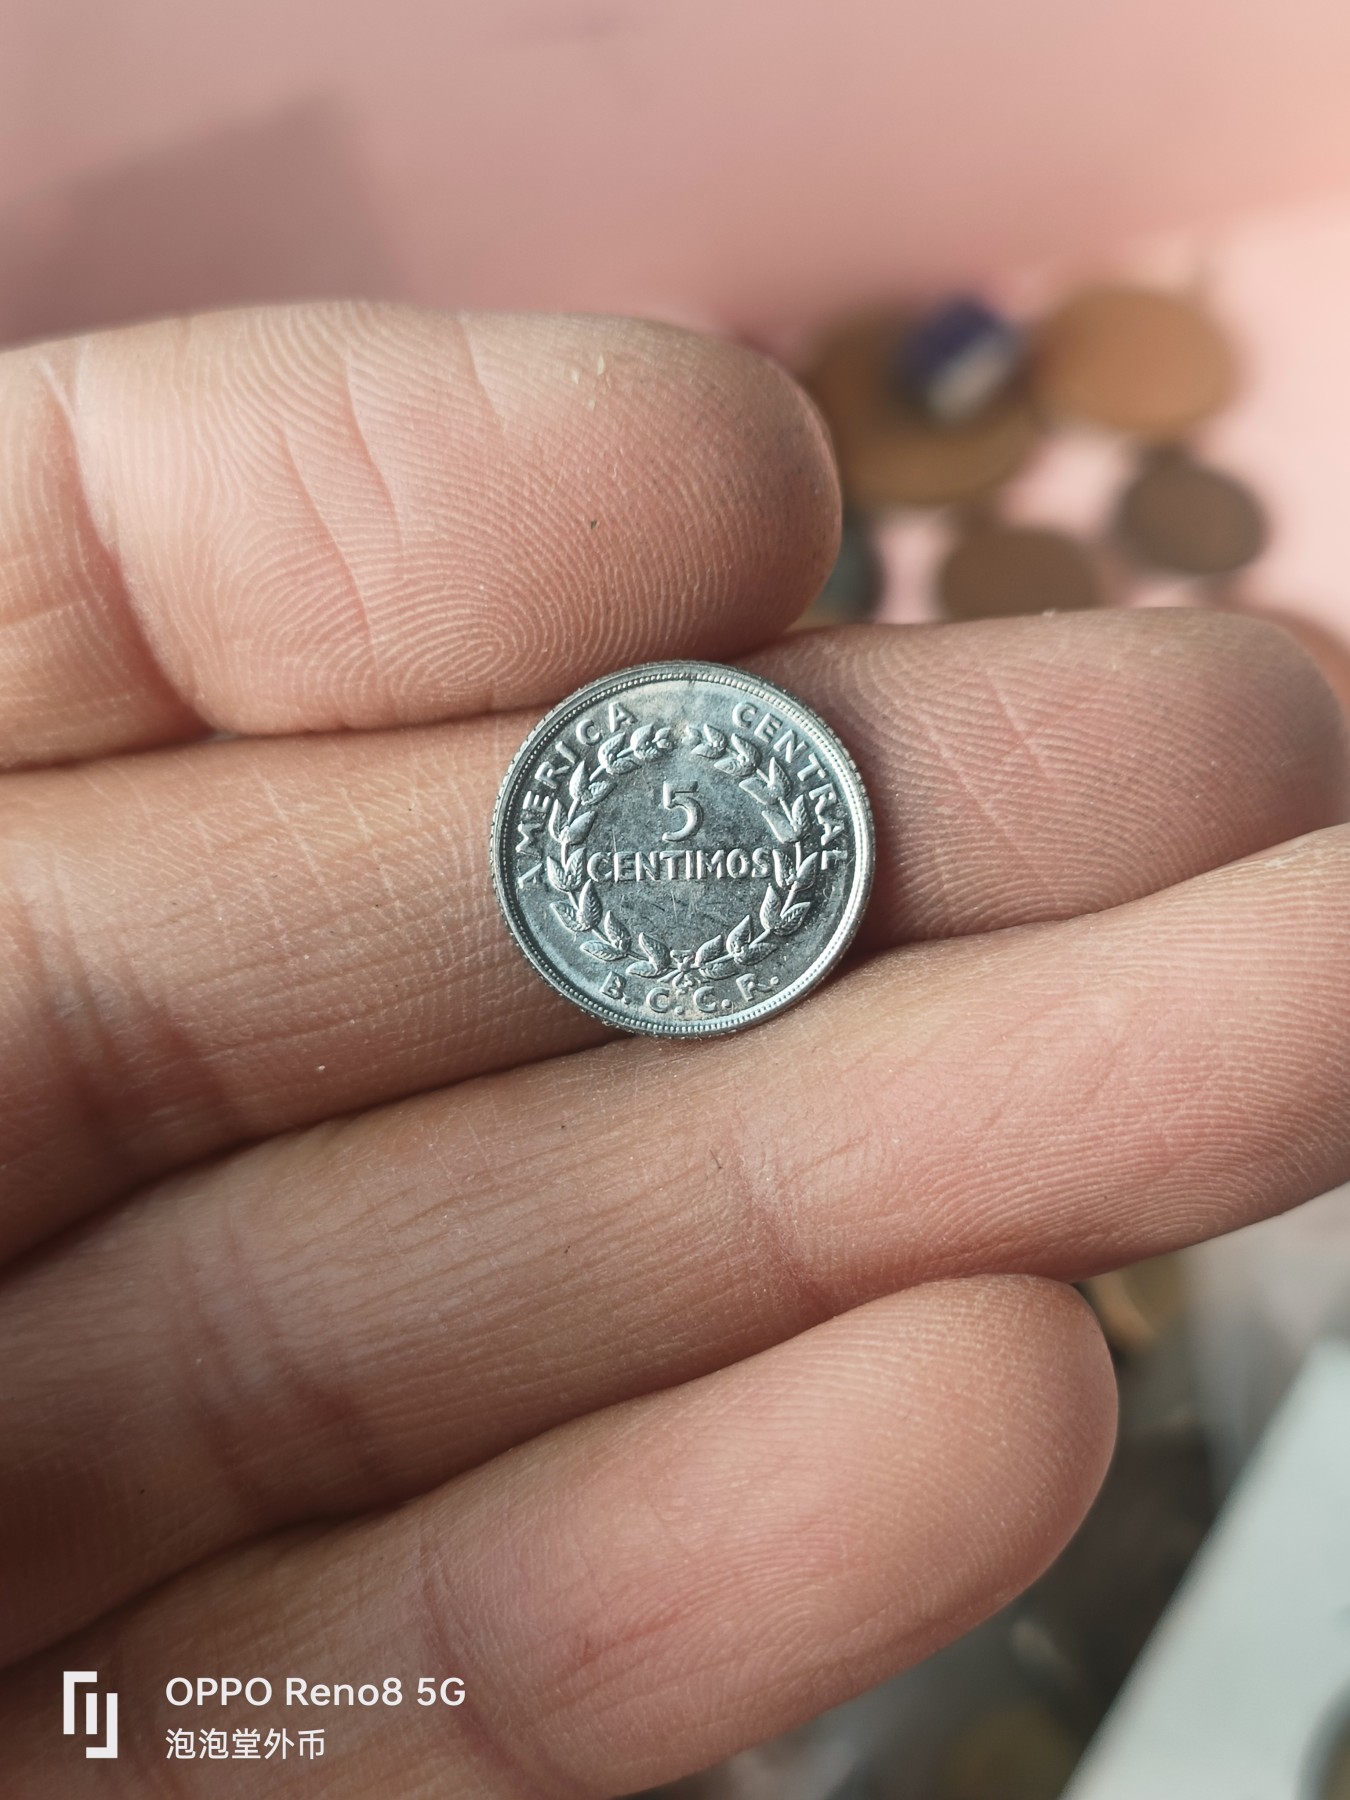 AMERICA CENTRAL
5
CENTIMOS
B. C. C. R.
OPPO Reno8 5G
泡泡堂外币